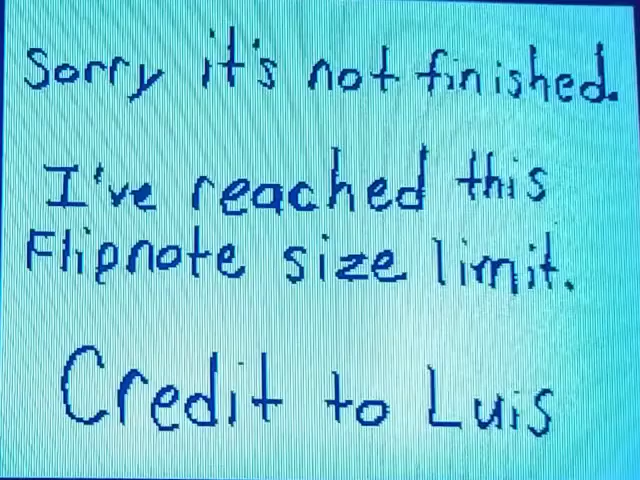 Sorry it's not finished.
I've reached this
Flipnote size limit.
Credit to Luis